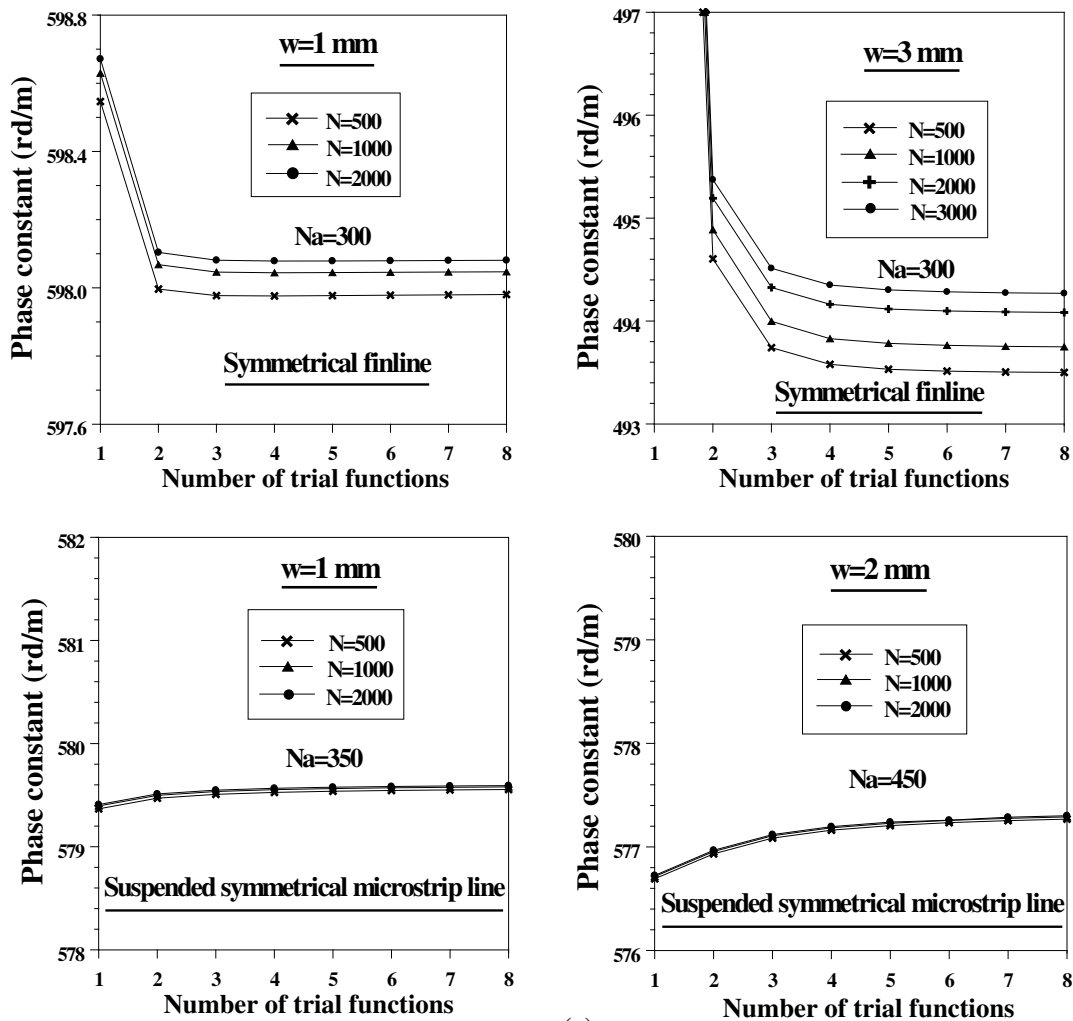 598.8
598.4
598.0
597.6
Phase constant (rd/m)
w=1 mm
N=500
N=1000
N=2000
Na=300
Symmetrical finline
1 2 3 4 5 6 7 8
Number of trial functions
497
496
495
494
493
Phase constant (rd/m)
w=3 mm
N=500
N=1000
N=2000
N=3000
Na=300
Symmetrical finline
1 2 3 4 5 6 7 8
Number of trial functions
582
581
580
579
578
Phase constant (rd/m)
w=1 mm
N=500
N=1000
N=2000
Na=350
Suspended symmetrical microstrip line
1 2 3 4 5 6 7 8
Number of trial functions
580
579
578
577
576
Phase constant (rd/m)
w=2 mm
N=500
N=1000
N=2000
Na=450
Suspended symmetrical microstrip line
1 2 3 4 5 6 7 8
Number of trial functions